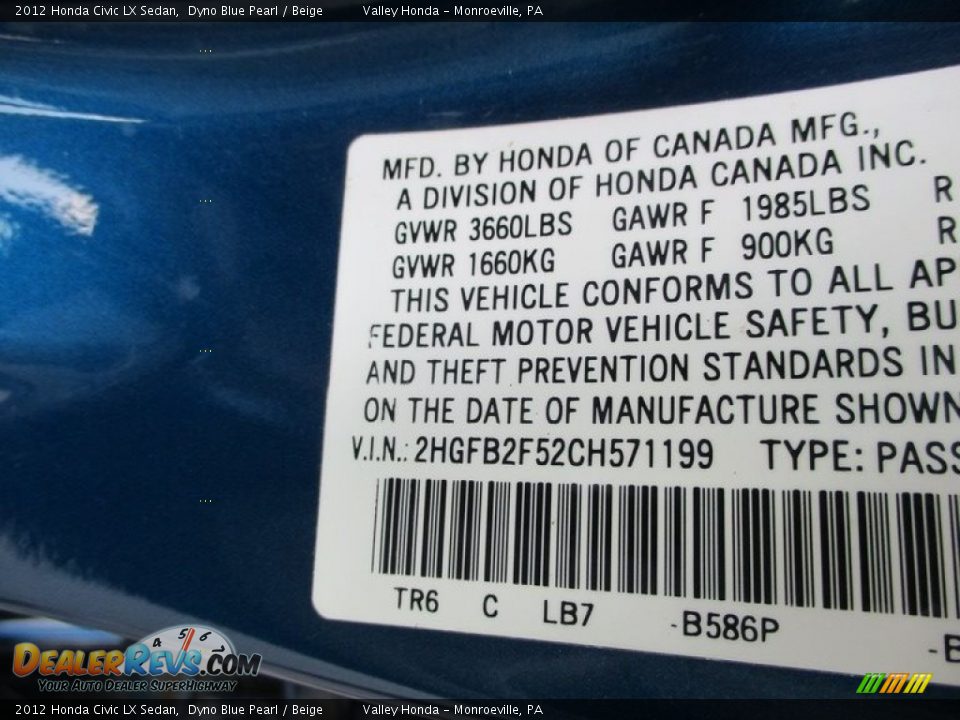 2012 Honda Civic LX Sedan, Dyno Blue Pearl / Beige Valley Honda - Monroeville, PA
MFD. BY HONDA OF CANADA MFG.,
A DIVISION OF HONDA CANADA INC.
GVWR 3660LBS GAWR F 1985LBS R
GVWR 1660KG GAWR F 900KG R
THIS VEHICLE CONFORMS TO ALL AP
FEDERAL MOTOR VEHICLE SAFETY, BU
AND THEFT PREVENTION STANDARDS IN
ON THE DATE OF MANUFACTURE SHOWN
V.I.N.: 2HGFB2F52CH571199 TYPE: PASS
TR6 C LB7 -B586P -B
4 5 6
DEALERREVS.COM
YOUR AUTO DEALER SUPERHIGHWAY
2012 Honda Civic LX Sedan, Dyno Blue Pearl / Beige Valley Honda - Monroeville, PA